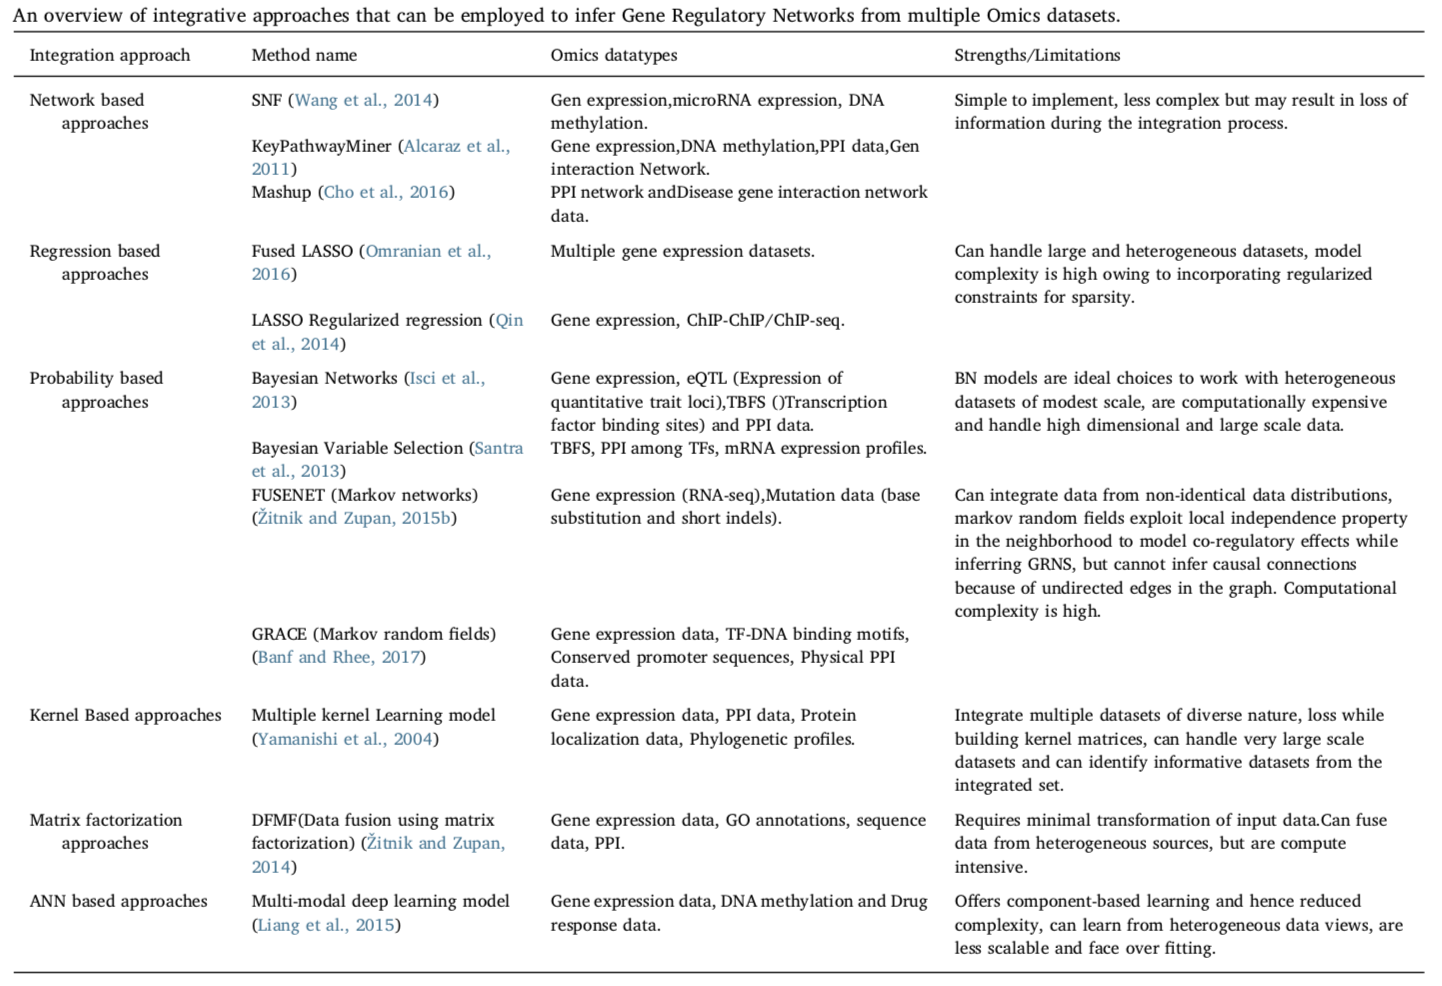 An overview of integrative approaches that can be employed to infer Gene Regulatory Networks from multiple Omics datasets.
Integration approach Method name Omics datatypes Strengths/Limitations
Network based SNF (Wang et al., 2014) Gen expression,microRNA expression, DNA Simple to implement, less complex but may result in loss of
approaches methylation. information during the integration process.
KeyPathwayMiner (Alcaraz et al., Gene expression,DNA methylation,PPI data,Gen
2011) interaction Network.
Mashup (Cho et al., 2016) PPI network andDisease gene interaction network
data.
Regression based Fused LASSO (Omranian et al., Multiple gene expression datasets. Can handle large and heterogeneous datasets, model
approaches 2016) complexity is high owing to incorporating regularized
constraints for sparsity.
LASSO Regularized regression (Qin Gene expression, ChIP-ChIP/ChIP-seq.
et al., 2014)
Probability based Bayesian Networks (Isci et al., Gene expression, eQTL (Expression of BN models are ideal choices to work with heterogeneous
approaches 2013) quantitative trait loci),TBFS ()Transcription datasets of modest scale, are computationally expensive
factor binding sites) and PPI data. and handle high dimensional and large scale data.
Bayesian Variable Selection (Santra TBFS, PPI among TFs, mRNA expression profiles.
et al., 2013)
FUSENET (Markov networks) Gene expression (RNA-seq),Mutation data (base Can integrate data from non-identical data distributions,
(Žitnik and Zupan, 2015b) substitution and short indels). markov random fields exploit local independence property
in the neighborhood to model co-regulatory effects while
inferring GRNS, but cannot infer causal connections
because of undirected edges in the graph. Computational
complexity is high.
GRACE (Markov random fields) Gene expression data, TF-DNA binding motifs,
(Banf and Rhee, 2017) Conserved promoter sequences, Physical PPI
data.
Kernel Based approaches Multiple kernel Learning model Gene expression data, PPI data, Protein Integrate multiple datasets of diverse nature, loss while
(Yamanishi et al., 2004) localization data, Phylogenetic profiles. building kernel matrices, can handle very large scale
datasets and can identify informative datasets from the
integrated set.
Matrix factorization DFMF(Data fusion using matrix Gene expression data, GO annotations, sequence Requires minimal transformation of input data.Can fuse
approaches factorization) (Žitnik and Zupan, data, PPI. data from heterogeneous sources, but are compute
2014) intensive.
ANN based approaches Multi-modal deep learning model Gene expression data, DNA methylation and Drug Offers component-based learning and hence reduced
(Liang et al., 2015) response data. complexity, can learn from heterogeneous data views, are
less scalable and face over fitting.